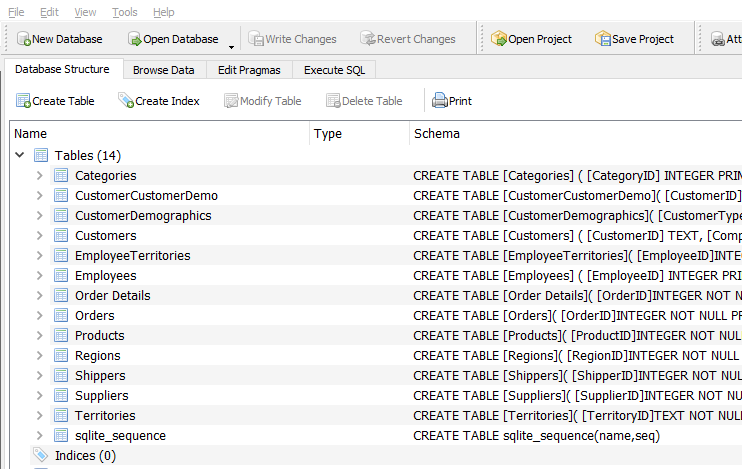 File Edit View Tools Help
New Database Open Database Write Changes Revert Changes Open Project Save Project Att
Database Structure Browse Data Edit Pragmas Execute SQL
Create Table Create Index Modify Table Delete Table Print
Name Type Schema
Tables (14)
Categories CREATE TABLE [Categories] ( [CategoryID] INTEGER PRIM
CustomerCustomerDemo CREATE TABLE [CustomerCustomerDemo]( [CustomerID]
CustomerDemographics CREATE TABLE [CustomerDemographics]( [CustomerType
Customers CREATE TABLE [Customers] ( [CustomerID] TEXT, [Comp
EmployeeTerritories CREATE TABLE [EmployeeTerritories]( [EmployeeID]INTEG
Employees CREATE TABLE [Employees] ( [EmployeeID] INTEGER PRI
Order Details CREATE TABLE [Order Details]( [OrderID]INTEGER NOT N
Orders CREATE TABLE [Orders]( [OrderID]INTEGER NOT NULL PR
Products CREATE TABLE [Products]( [ProductID]INTEGER NOT NUL
Regions CREATE TABLE [Regions]( [RegionID]INTEGER NOT NULL
Shippers CREATE TABLE [Shippers]( [ShipperID]INTEGER NOT NUL
Suppliers CREATE TABLE [Suppliers]( [SupplierID]INTEGER NOT NU
Territories CREATE TABLE [Territories]( [TerritoryID]TEXT NOT NULL
sqlite_sequence CREATE TABLE sqlite_sequence(name,seq)
Indices (0)